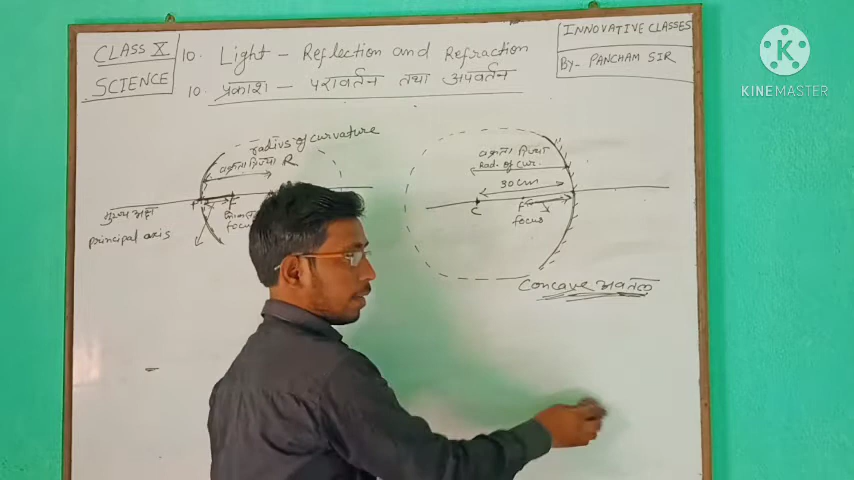 CLASS X
SCIENCE
10. Light - Reflection and Refraction
10. प्रकाश - परावर्तन तथा अपवर्तन
INNOVATIVE CLASSES
By- PANCHAM SIR
KINEMASTER
radius of curvature
वक्रता त्रिज्या R
F
focus
मुख्य अक्ष
principal axis
वक्रता त्रिज्या
Rad. of cur.
30cm
C
F
focus
Concave अवतल